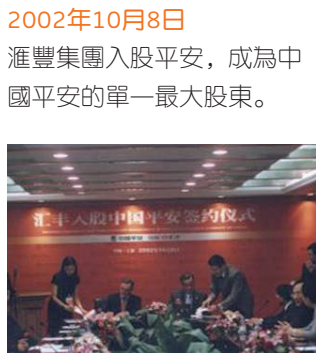 2002年10月8日
滙豐集團入股平安，成為中
國平安的單一最大股東。
汇丰入股中国平安签约仪式